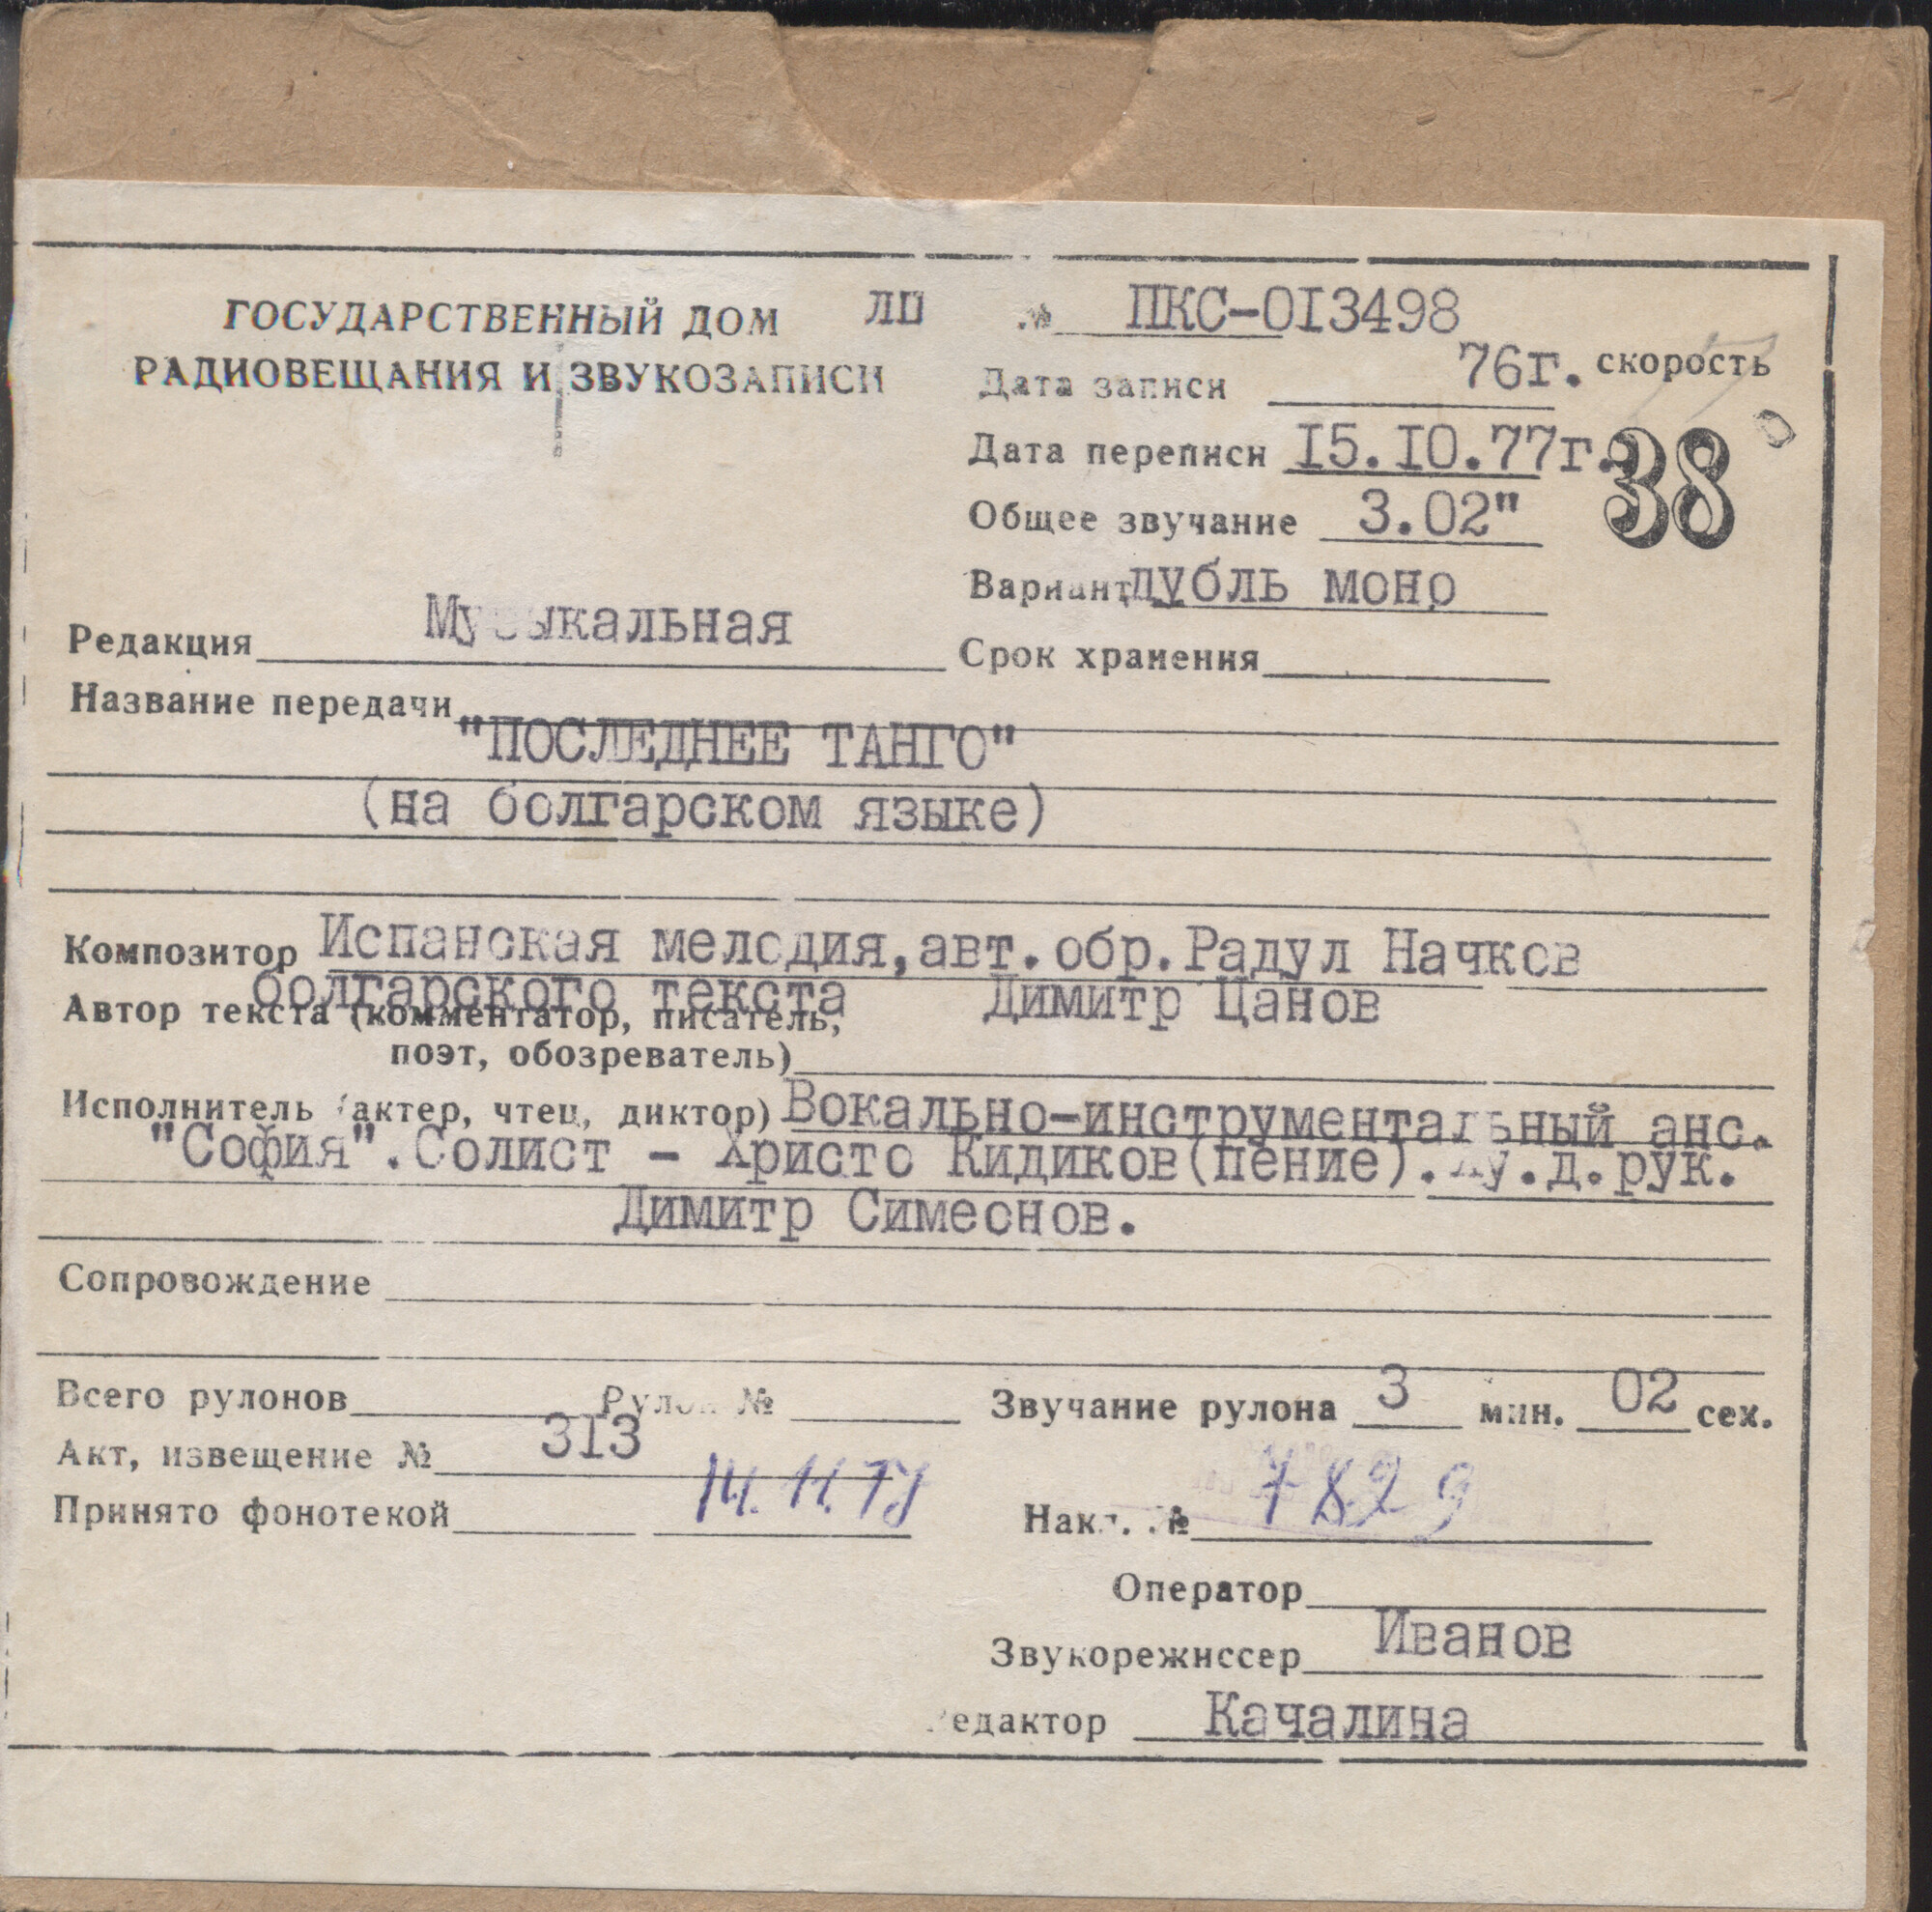 ГОСУДАРСТВЕННЫЙ ДОМ ЛП № ПКС-013498
РАДИОВЕЩАНИЯ И ЗВУКОЗАПИСИ
Дата записи 76г. скорость
Дата переписи 15.10.77г. 38
Общее звучание 3.02"
Вариант дубль моно
Редакция Музыкальная Срок хранения
Название передачи
"ПОСЛЕДНЕЕ ТАНГО"
(на болгарском языке)
Композитор Испанская мелодия, авт. обр. Радул Начков
болгарского текста Димитр Цанов
Автор текста (комментатор, писатель,
поэт, обозреватель)
Исполнитель (актер, чтец, диктор) Вокально-инструментальный анс.
"София". Солист - Христо Кидиков (пение). Ху.д. рук.
Димитр Симеонов.
Сопровождение
Всего рулонов Рулон № Звучание рулона 3 мин. 02 сек.
Акт, извещение № 313
Принято фонотекой 14.11.77 Накл. № 7829
Оператор
Звукорежиссер Иванов
Редактор Качалина